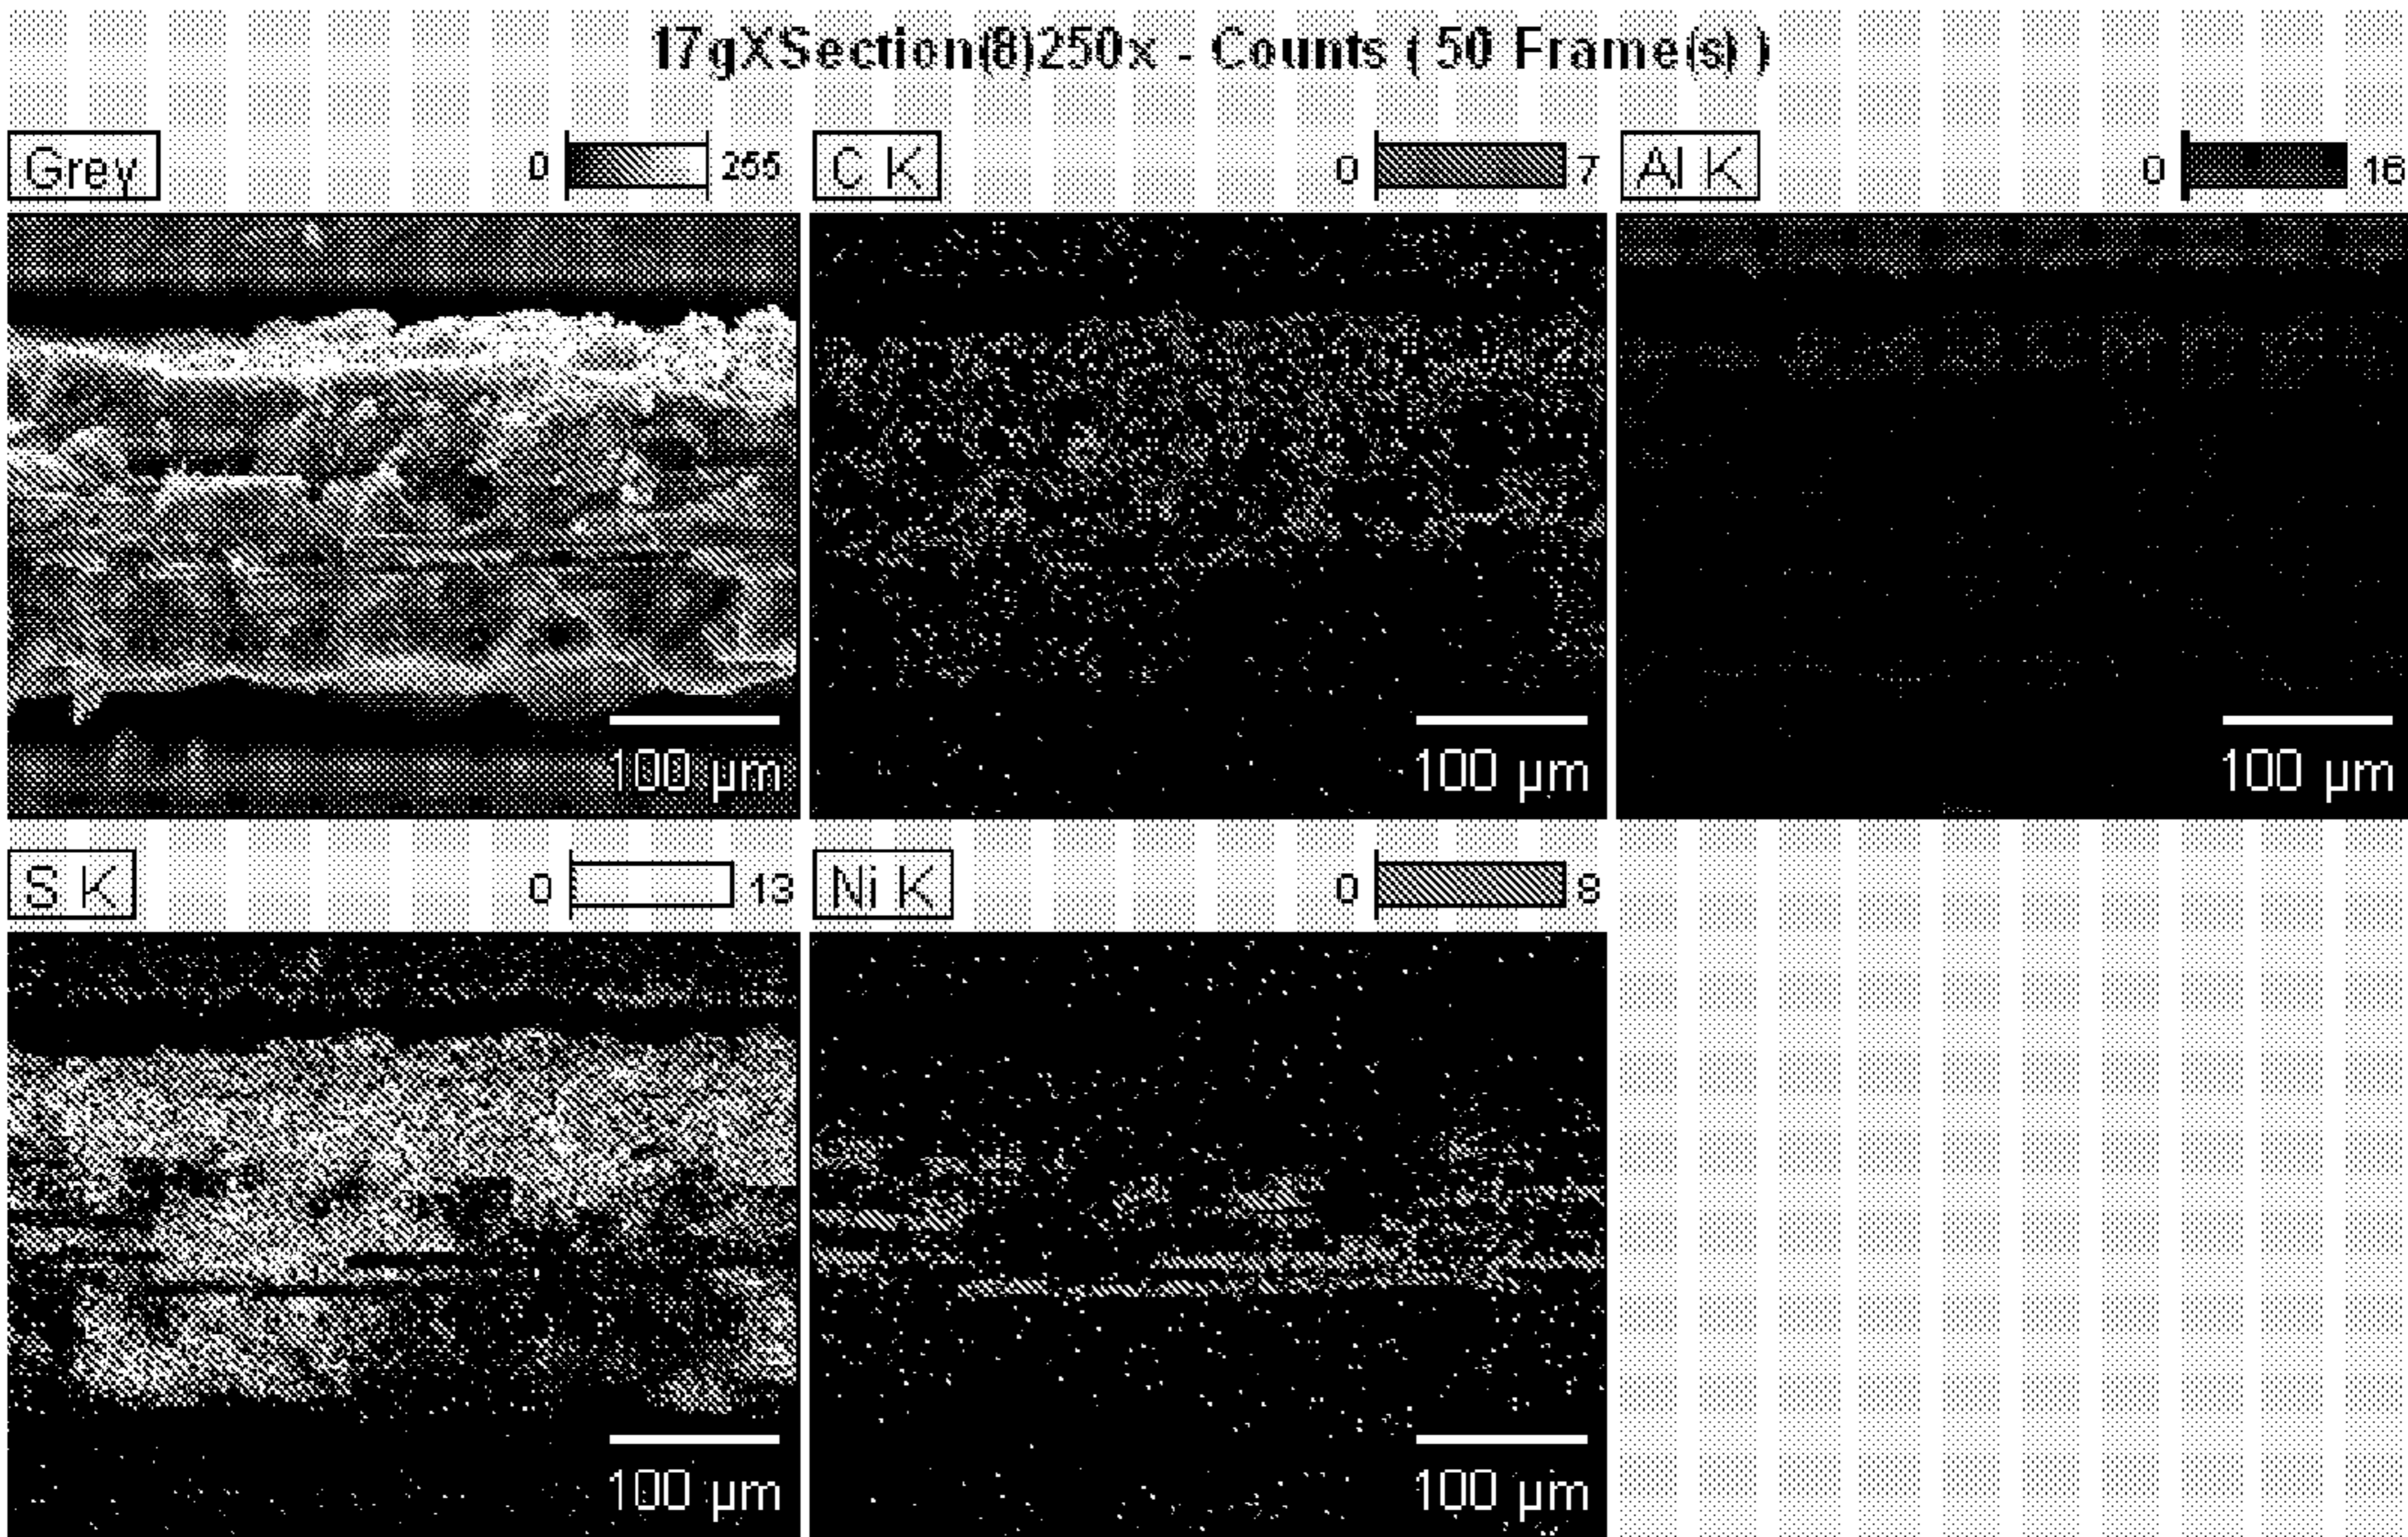 17gXSection(8)250x - Counts ( 50 Frame(s) )
Grey 0 255
C K 0 7
Al K 0 16
100 µm
100 µm
100 µm
S K 0 13
Ni K 0 8
100 µm
100 µm